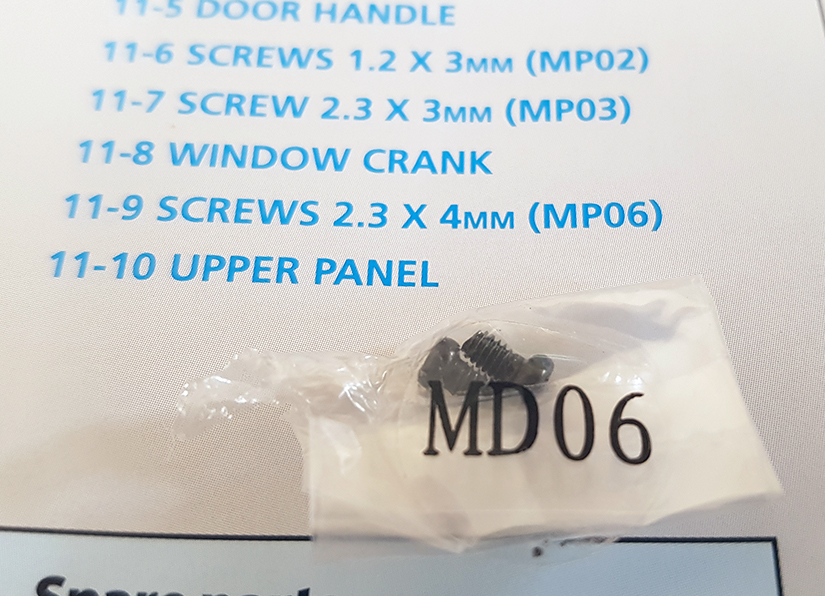 11-5 DOOR HANDLE
11-6 SCREWS 1.2 X 3MM (MP02)
11-7 SCREW 2.3 X 3MM (MP03)
11-8 WINDOW CRANK
11-9 SCREWS 2.3 X 4MM (MP06)
11-10 UPPER PANEL
MD06
Spare